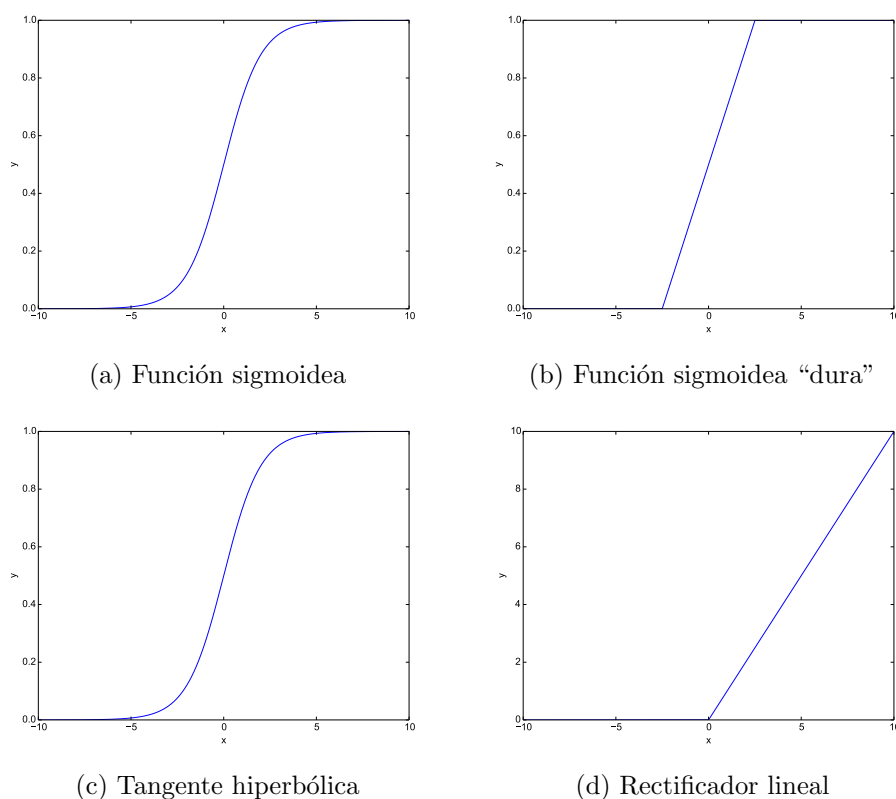 1.0
0.8
0.6
0.4
0.2
0.0
y
−10 −5 0 5 10
x
(a) Función sigmoidea
1.0
0.8
0.6
0.4
0.2
0.0
y
−10 −5 0 5 10
x
(b) Función sigmoidea “dura”
1.0
0.8
0.6
0.4
0.2
0.0
y
−10 −5 0 5 10
x
(c) Tangente hiperbólica
10
8
6
4
2
0
y
−10 −5 0 5 10
x
(d) Rectificador lineal